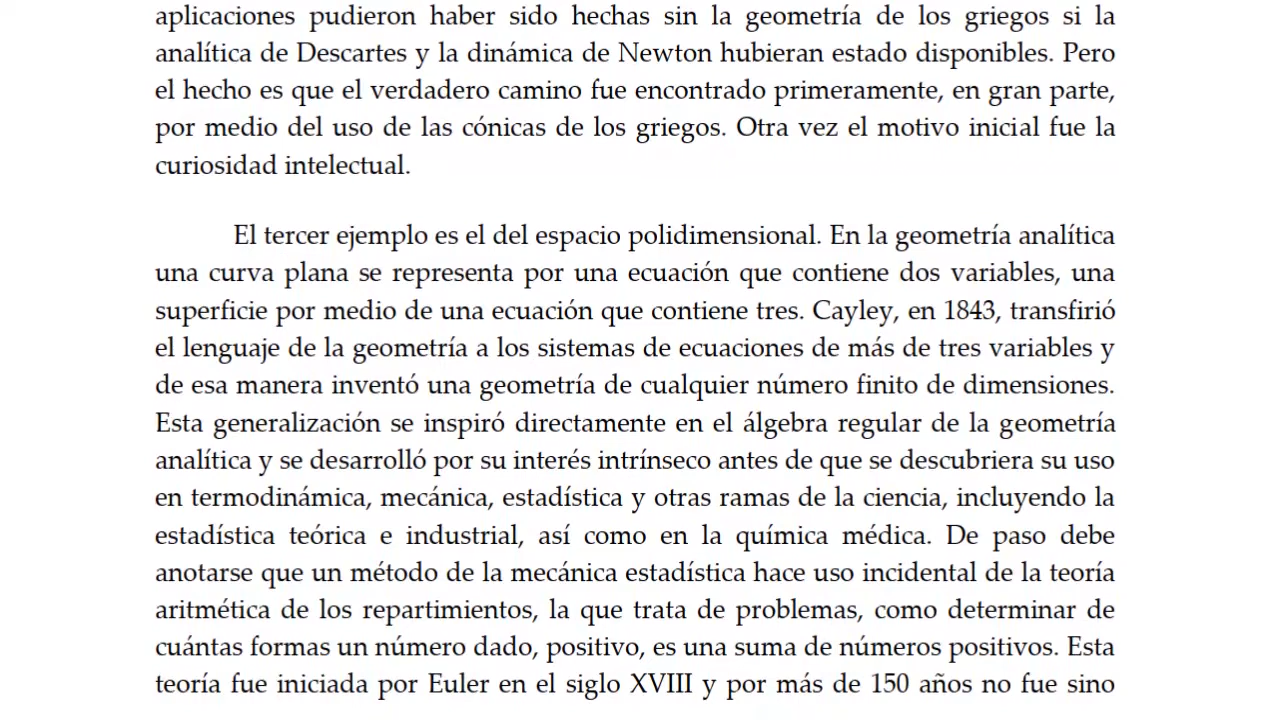 aplicaciones pudieron haber sido hechas sin la geometría de los griegos si la
analítica de Descartes y la dinámica de Newton hubieran estado disponibles. Pero
el hecho es que el verdadero camino fue encontrado primeramente, en gran parte,
por medio del uso de las cónicas de los griegos. Otra vez el motivo inicial fue la
curiosidad intelectual.
El tercer ejemplo es el del espacio polidimensional. En la geometría analítica
una curva plana se representa por una ecuación que contiene dos variables, una
superficie por medio de una ecuación que contiene tres. Cayley, en 1843, transfirió
el lenguaje de la geometría a los sistemas de ecuaciones de más de tres variables y
de esa manera inventó una geometría de cualquier número finito de dimensiones.
Esta generalización se inspiró directamente en el álgebra regular de la geometría
analítica y se desarrolló por su interés intrínseco antes de que se descubriera su uso
en termodinámica, mecánica, estadística y otras ramas de la ciencia, incluyendo la
estadística teórica e industrial, así como en la química médica. De paso debe
anotarse que un método de la mecánica estadística hace uso incidental de la teoría
aritmética de los repartimientos, la que trata de problemas, como determinar de
cuántas formas un número dado, positivo, es una suma de números positivos. Esta
teoría fue iniciada por Euler en el siglo XVIII y por más de 150 años no fue sino